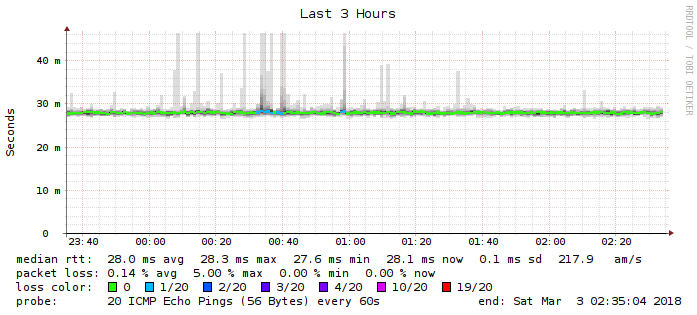 Last 3 Hours
RRDTOOL / TOBI OETIKER
Seconds
40 m
30 m
20 m
10 m
0
23:40 00:00 00:20 00:40 01:00 01:20 01:40 02:00 02:20
median rtt: 28.0 ms avg 28.3 ms max 27.6 ms min 28.1 ms now 0.1 ms sd 217.9 am/s
packet loss: 0.14 % avg 5.00 % max 0.00 % min 0.00 % now
loss color: 0 1/20 2/20 3/20 4/20 10/20 19/20
probe: 20 ICMP Echo Pings (56 Bytes) every 60s end: Sat Mar 3 02:35:04 2018